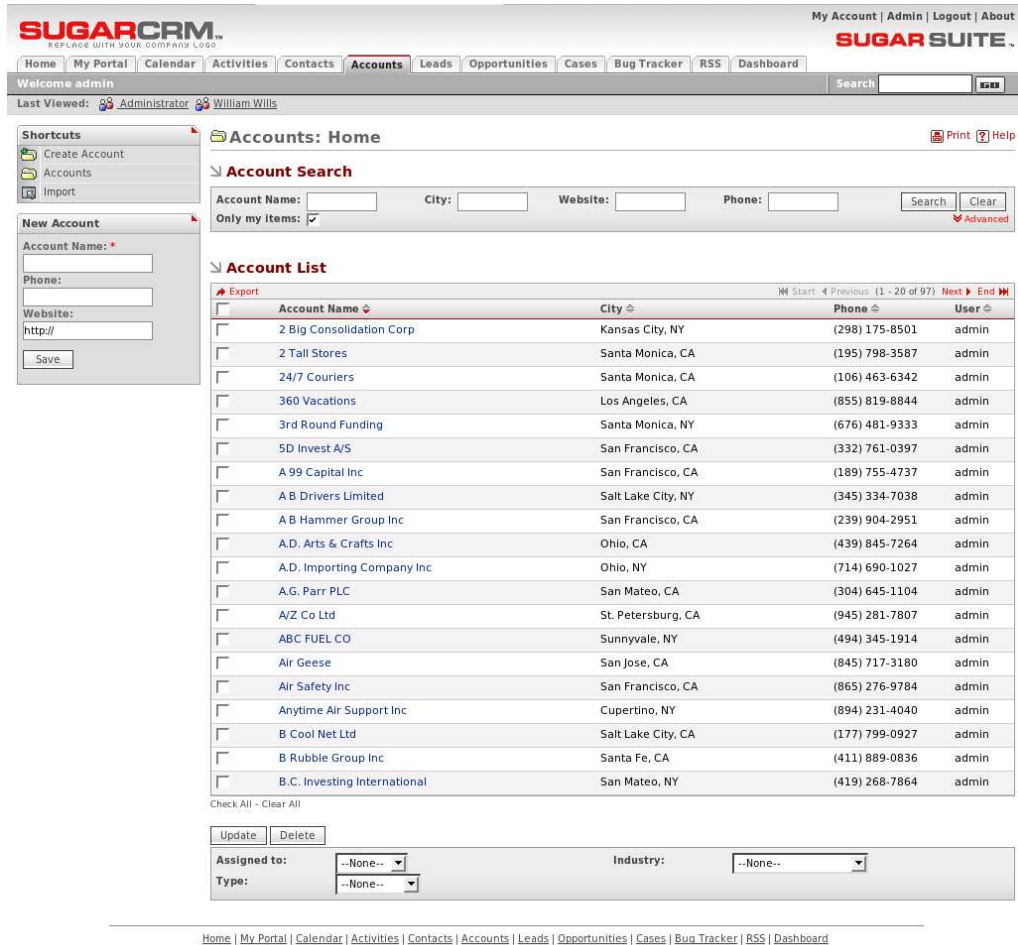 My Account | Admin | Logout | About
SUGARCRM™
REPLACE WITH YOUR COMPANY LOGO
SUGAR SUITE™
Home My Portal Calendar Activities Contacts Accounts Leads Opportunities Cases Bug Tracker RSS Dashboard
Welcome admin Search GO
Last Viewed: Administrator William Wills
Shortcuts
Create Account
Accounts
Import
New Account
Account Name: *
Phone:
Website:
http://
Save
Accounts: Home
Print ? Help
Account Search
Account Name: City: Website: Phone: Search Clear
Only my items: Advanced
Account List
Export Start Previous (1 - 20 of 97) Next End
Account Name City Phone User
2 Big Consolidation Corp Kansas City, NY (298) 175-8501 admin
2 Tall Stores Santa Monica, CA (195) 798-3587 admin
24/7 Couriers Santa Monica, CA (106) 463-6342 admin
360 Vacations Los Angeles, CA (855) 819-8844 admin
3rd Round Funding Santa Monica, NY (676) 481-9333 admin
5D Invest A/S San Francisco, CA (332) 761-0397 admin
A 99 Capital Inc San Francisco, CA (189) 755-4737 admin
A B Drivers Limited Salt Lake City, NY (345) 334-7038 admin
A B Hammer Group Inc San Francisco, CA (239) 904-2951 admin
A.D. Arts & Crafts Inc Ohio, CA (439) 845-7264 admin
A.D. Importing Company Inc Ohio, NY (714) 690-1027 admin
A.G. Parr PLC San Mateo, CA (304) 645-1104 admin
A/Z Co Ltd St. Petersburg, CA (945) 281-7807 admin
ABC FUEL CO Sunnyvale, NY (494) 345-1914 admin
Air Geese San Jose, CA (845) 717-3180 admin
Air Safety Inc San Francisco, CA (865) 276-9784 admin
Anytime Air Support Inc Cupertino, NY (894) 231-4040 admin
B Cool Net Ltd Salt Lake City, CA (177) 799-0927 admin
B Rubble Group Inc Santa Fe, CA (411) 889-0836 admin
B.C. Investing International San Mateo, NY (419) 268-7864 admin
Check All - Clear All
Update Delete
Assigned to: --None-- Industry: --None--
Type: --None--
Home | My Portal | Calendar | Activities | Contacts | Accounts | Leads | Opportunities | Cases | Bug Tracker | RSS | Dashboard